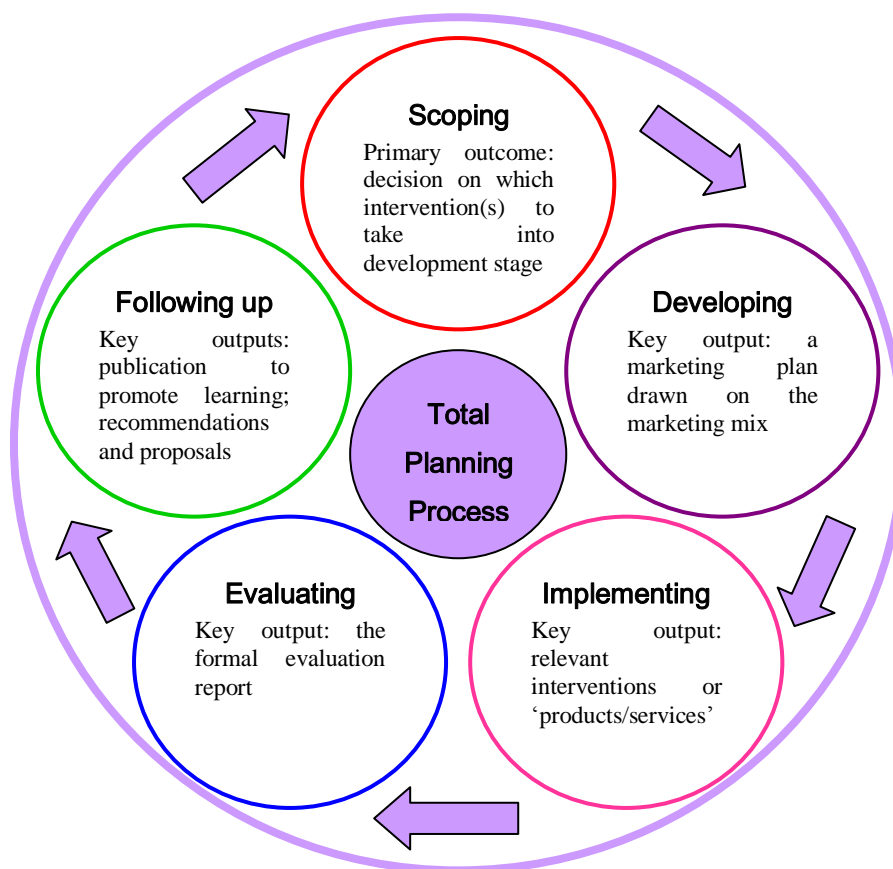 Scoping
Primary outcome:
decision on which
intervention(s) to
take into
development stage
Developing
Key output: a
marketing plan
drawn on the
marketing mix
Implementing
Key output:
relevant
interventions or
‘products/services’
Evaluating
Key output: the
formal evaluation
report
Following up
Key outputs:
publication to
promote learning;
recommendations
and proposals
Total
Planning
Process